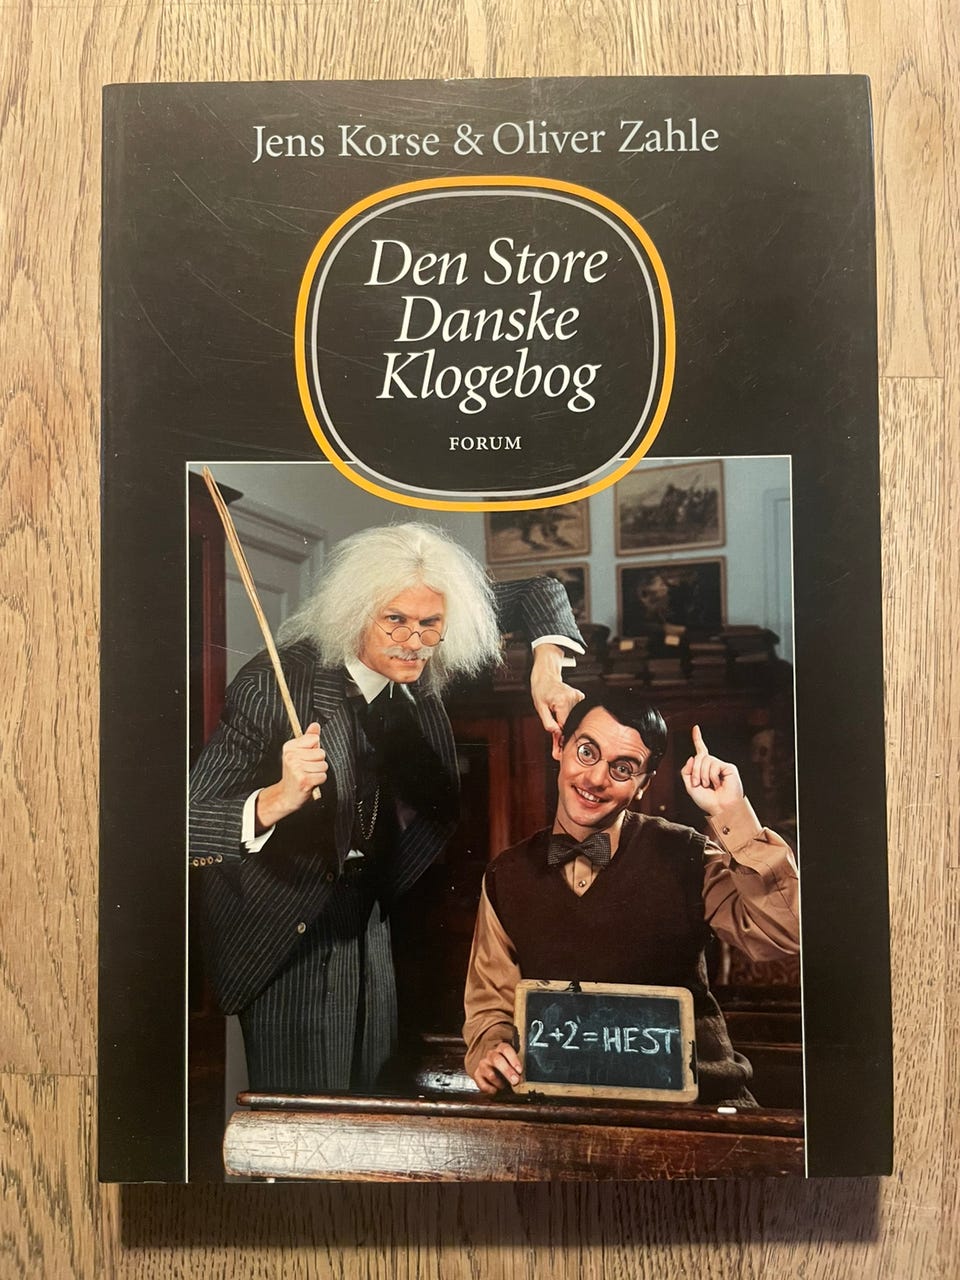 Jens Korse & Oliver Zahle
Den Store
Danske
Klogebog
FORUM
2+2=HEST